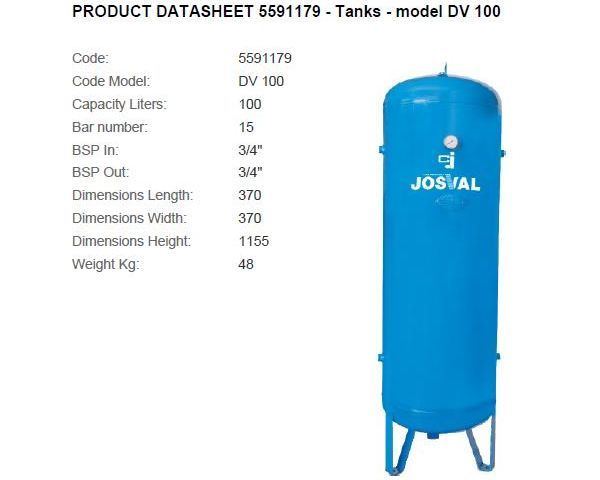 PRODUCT DATASHEET 5591179 - Tanks - model DV 100
Code: 5591179
Code Model: DV 100
Capacity Liters: 100
Bar number: 15
BSP In: 3/4"
BSP Out: 3/4"
Dimensions Length: 370
Dimensions Width: 370
Dimensions Height: 1155
Weight Kg: 48
JOSVAL